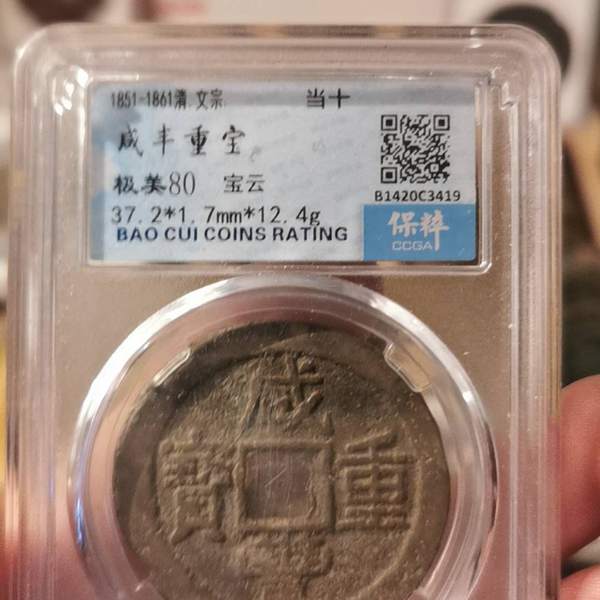 1851-1861清.文宗 当十
咸丰重宝
极美80 宝云
B1420C3419
37.2*1.7mm*12.4g
BAO CUI COINS RATING
保粹
CCGA
咸
寶 重
豐